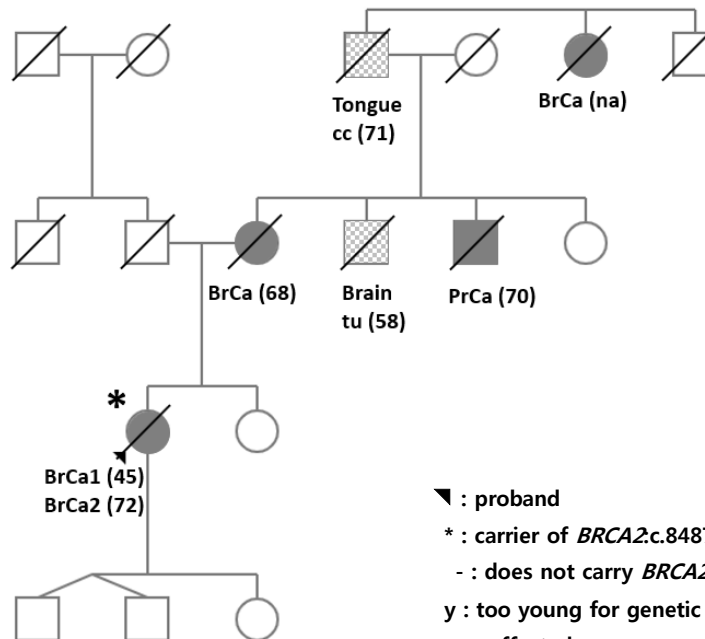 Tongue
cc (71)
BrCa (na)
BrCa (68)
Brain
tu (58)
PrCa (70)
*
BrCa1 (45)
BrCa2 (72)
: proband
* : carrier of BRCA2:c.848
- : does not carry BRCA2
y : too young for genetic